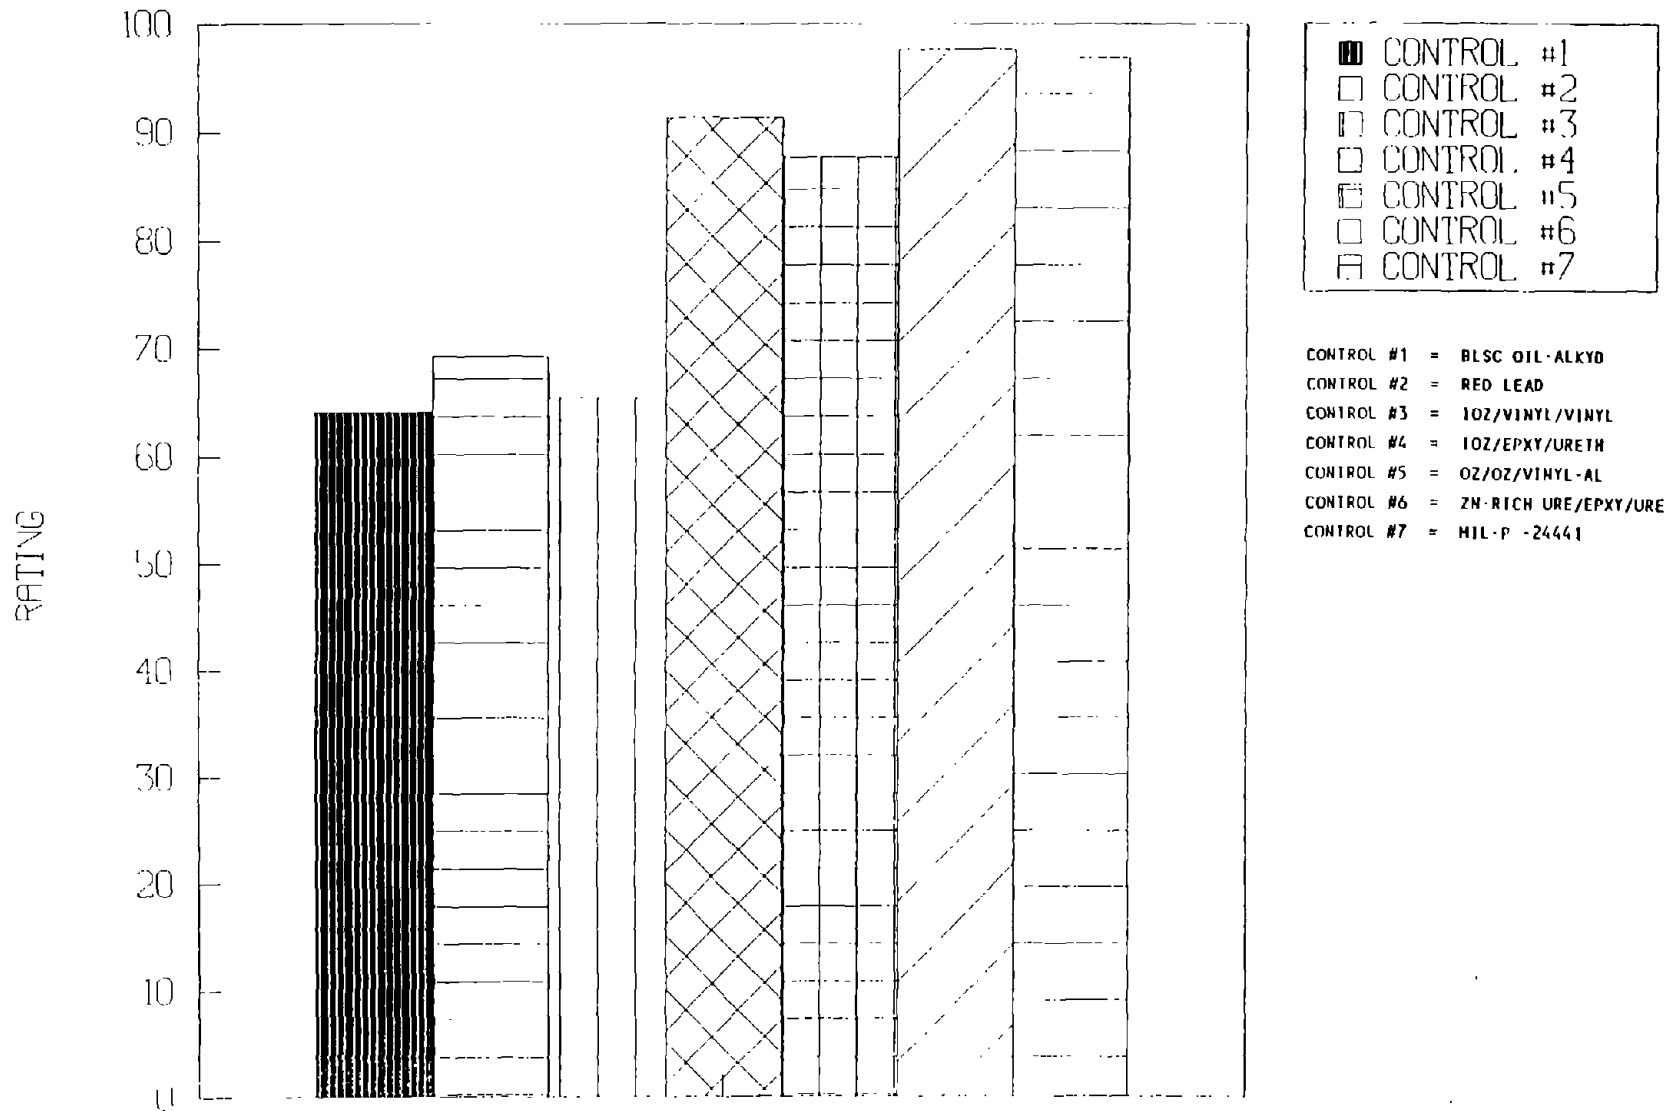 100
90
80
70
60
50
40
30
20
10
0
RATING
CONTROL #1
CONTROL #2
CONTROL #3
CONTROL #4
CONTROL #5
CONTROL #6
CONTROL #7
CONTROL #1 = BLSC OIL-ALKYD
CONTROL #2 = RED LEAD
CONTROL #3 = IOZ/VINYL/VINYL
CONTROL #4 = IOZ/EPXY/URETH
CONTROL #5 = OZ/OZ/VINYL-AL
CONTROL #6 = ZN-RICH URE/EPXY/URE
CONTROL #7 = MIL-P -24441